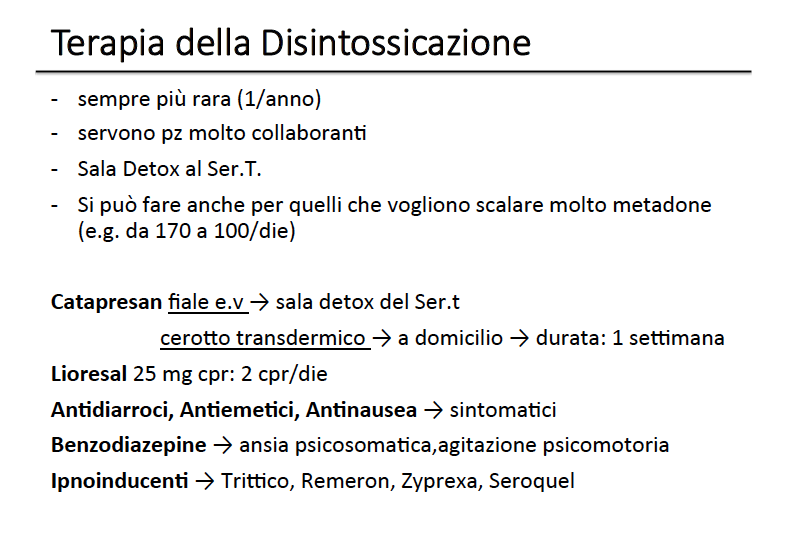 Terapia della Disintossicazione
- sempre più rara (1/anno)
- servono pz molto collaboranti
- Sala Detox al Ser.T.
- Si può fare anche per quelli che vogliono scalare molto metadone
(e.g. da 170 a 100/die)
Catapresan fiale e.v → sala detox del Ser.t
cerotto transdermico → a domicilio → durata: 1 settimana
Lioresal 25 mg cpr: 2 cpr/die
Antidiarroci, Antiemetici, Antinausea → sintomatici
Benzodiazepine → ansia psicosomatica,agitazione psicomotoria
Ipnoinducenti → Trittico, Remeron, Zyprexa, Seroquel